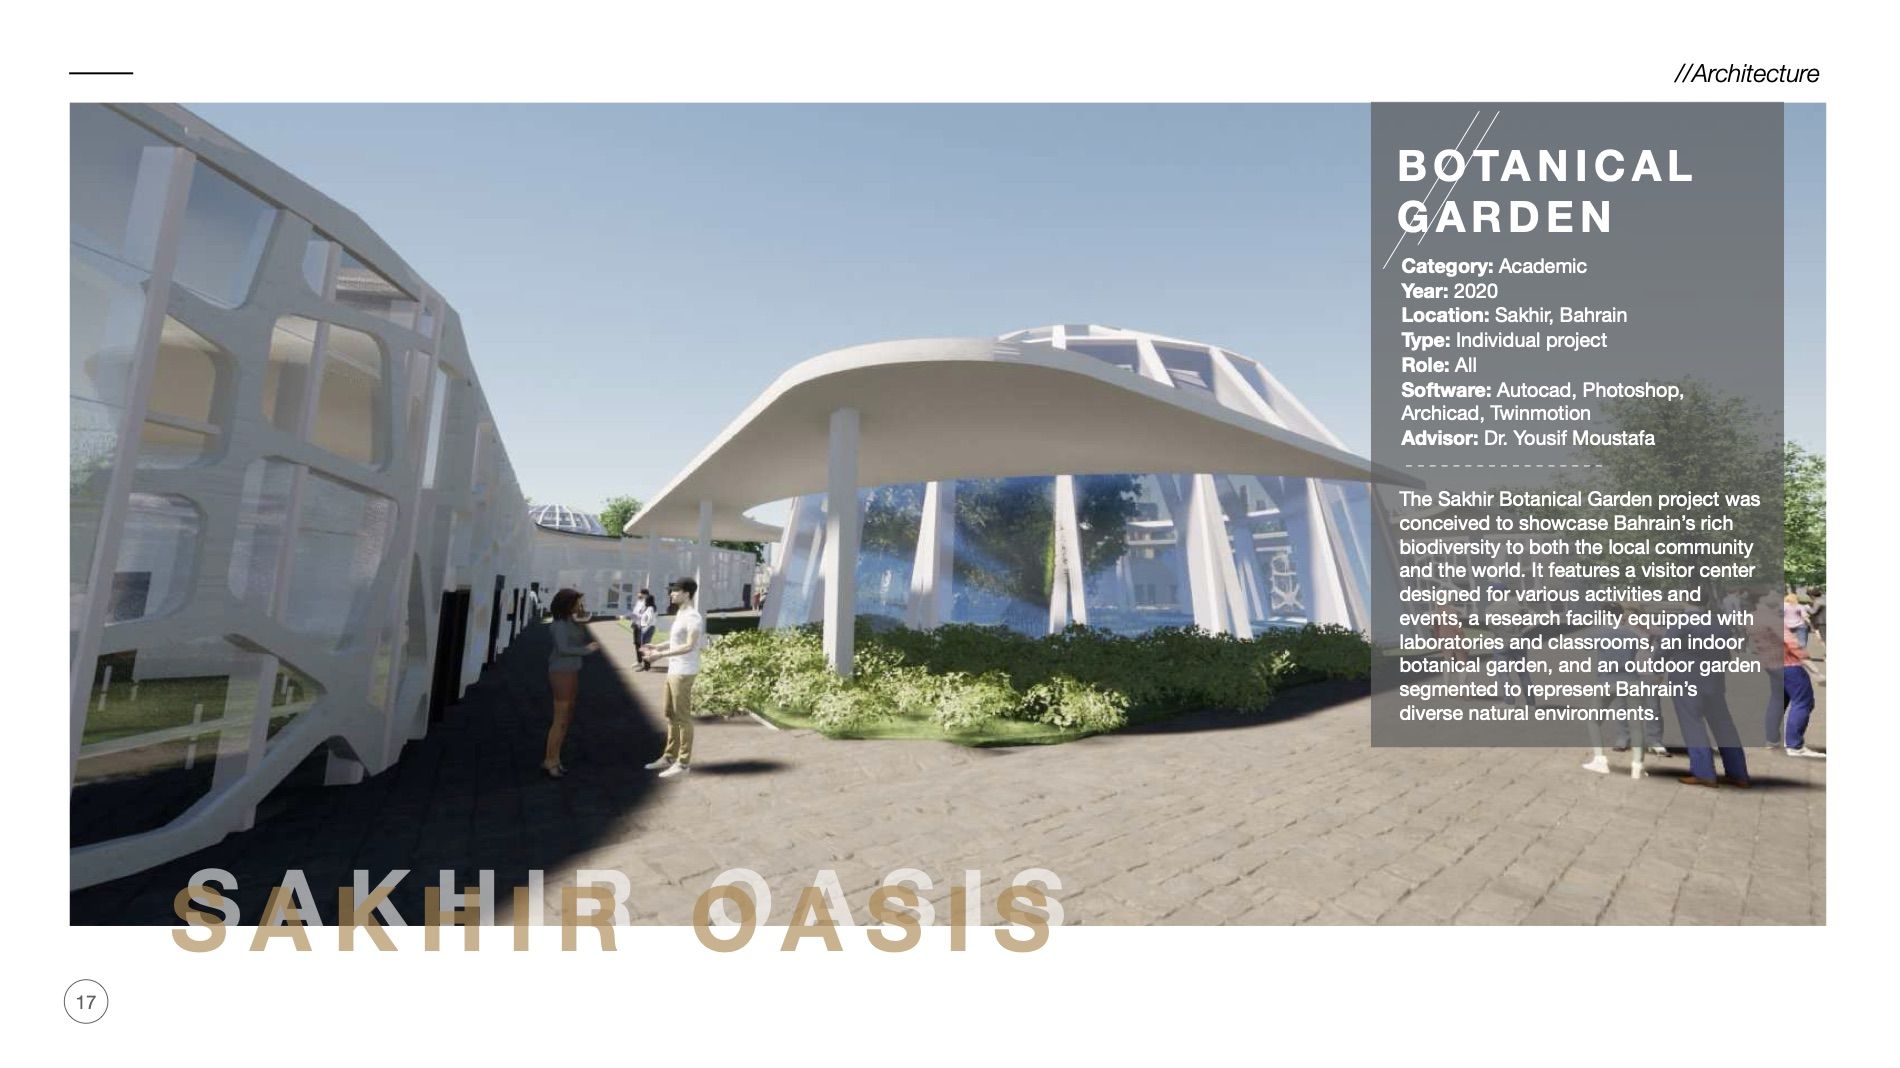 //Architecture
BOTANICAL
GARDEN
Category: Academic
Year: 2020
Location: Sakhir, Bahrain
Type: Individual project
Role: All
Software: Autocad, Photoshop,
Archicad, Twinmotion
Advisor: Dr. Yousif Moustafa
The Sakhir Botanical Garden project was
conceived to showcase Bahrain’s rich
biodiversity to both the local community
and the world. It features a visitor center
designed for various activities and
events, a research facility equipped with
laboratories and classrooms, an indoor
botanical garden, and an outdoor garden
segmented to represent Bahrain’s
diverse natural environments.
SAKHIR OASIS
SAKHIR OASIS
17